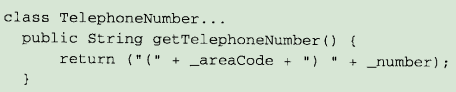 class TelephoneNumber...
  public String getTelephoneNumber() {
      return ("(" + _areaCode + ") " + _number);
  }